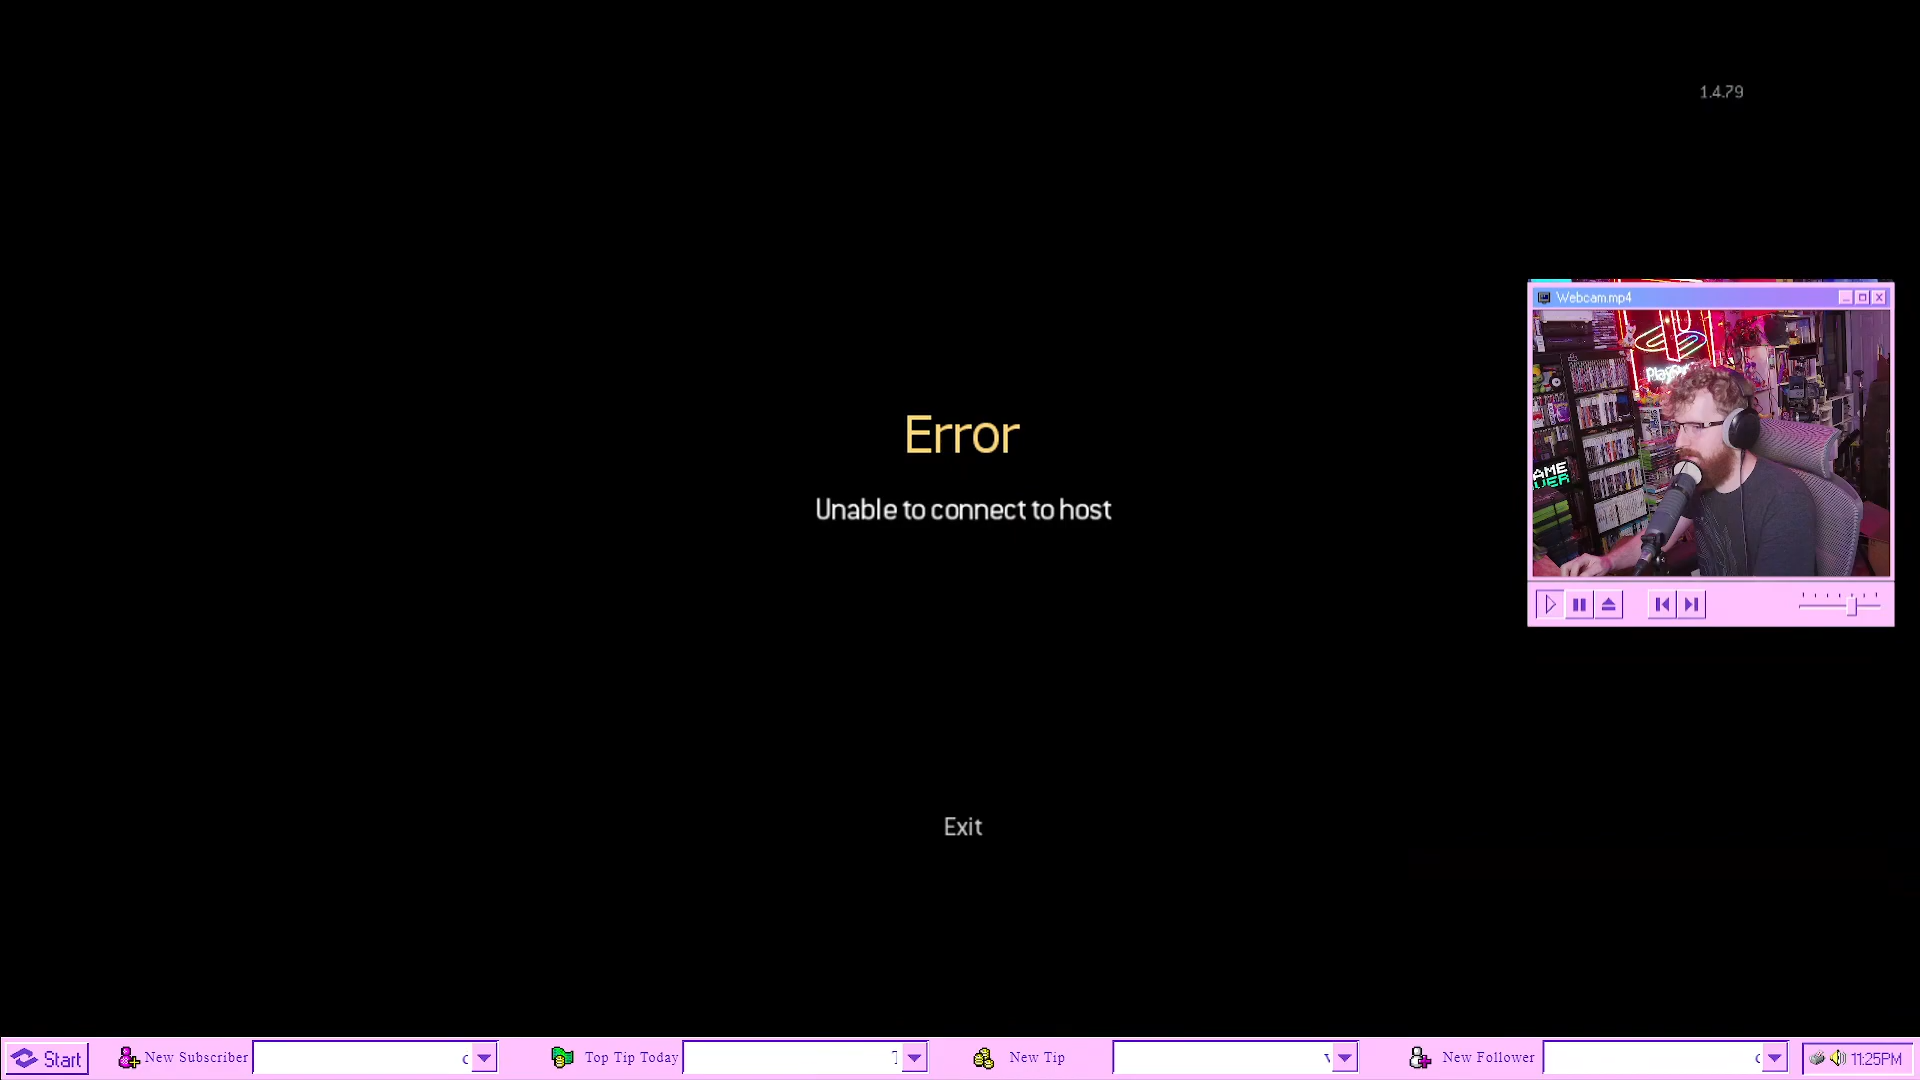 1.4.79
Webcam.mp4
Error
Unable to connect to host
Exit
Start
New Subscriber
Top Tip Today
New Tip
New Follower
11:25PM